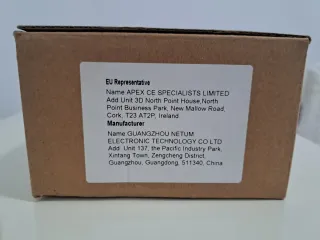 EU Representative
Name APEX CE SPECIALISTS LIMITED
Add Unit 3D North Point House,North
Point Business Park, New Mallow Road,
Cork, T23 AT2P, Ireland
Manufacturer
Name GUANGZHOU NETUM
ELECTRONIC TECHNOLOGY CO LTD
Add Unit 137, the Pacific Industry Park,
Xintang Town, Zengcheng District,
Guangzhou, Guangdong, 511340, China